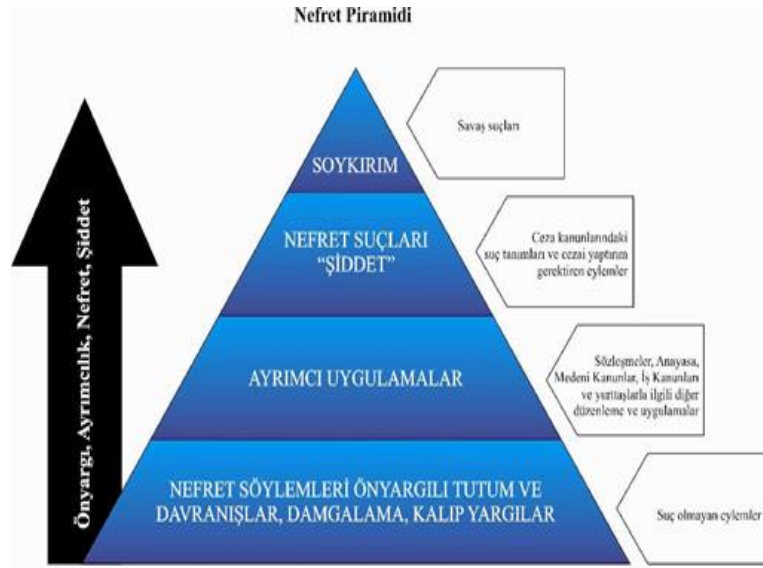 Nefret Piramidi
SOYKIRIM
Savaş suçları
NEFRET SUÇLARI
“ŞİDDET”
Ceza kanunlarındaki
suç tanımları ve cezai yaptırım
gerektiren eylemler
AYRIMCI UYGULAMALAR
Sözleşmeler, Anayasa,
Medeni Kanunlar, İş Kanunları
ve yurttaşlarla ilgili diğer
düzenleme ve uygulamalar
NEFRET SÖYLEMLERİ ÖNYARGILI TUTUM VE
DAVRANIŞLAR, DAMGALAMA, KALIP YARGILAR
Suç olmayan eylemler
Önyargı, Ayrımcılık, Nefret, Şiddet